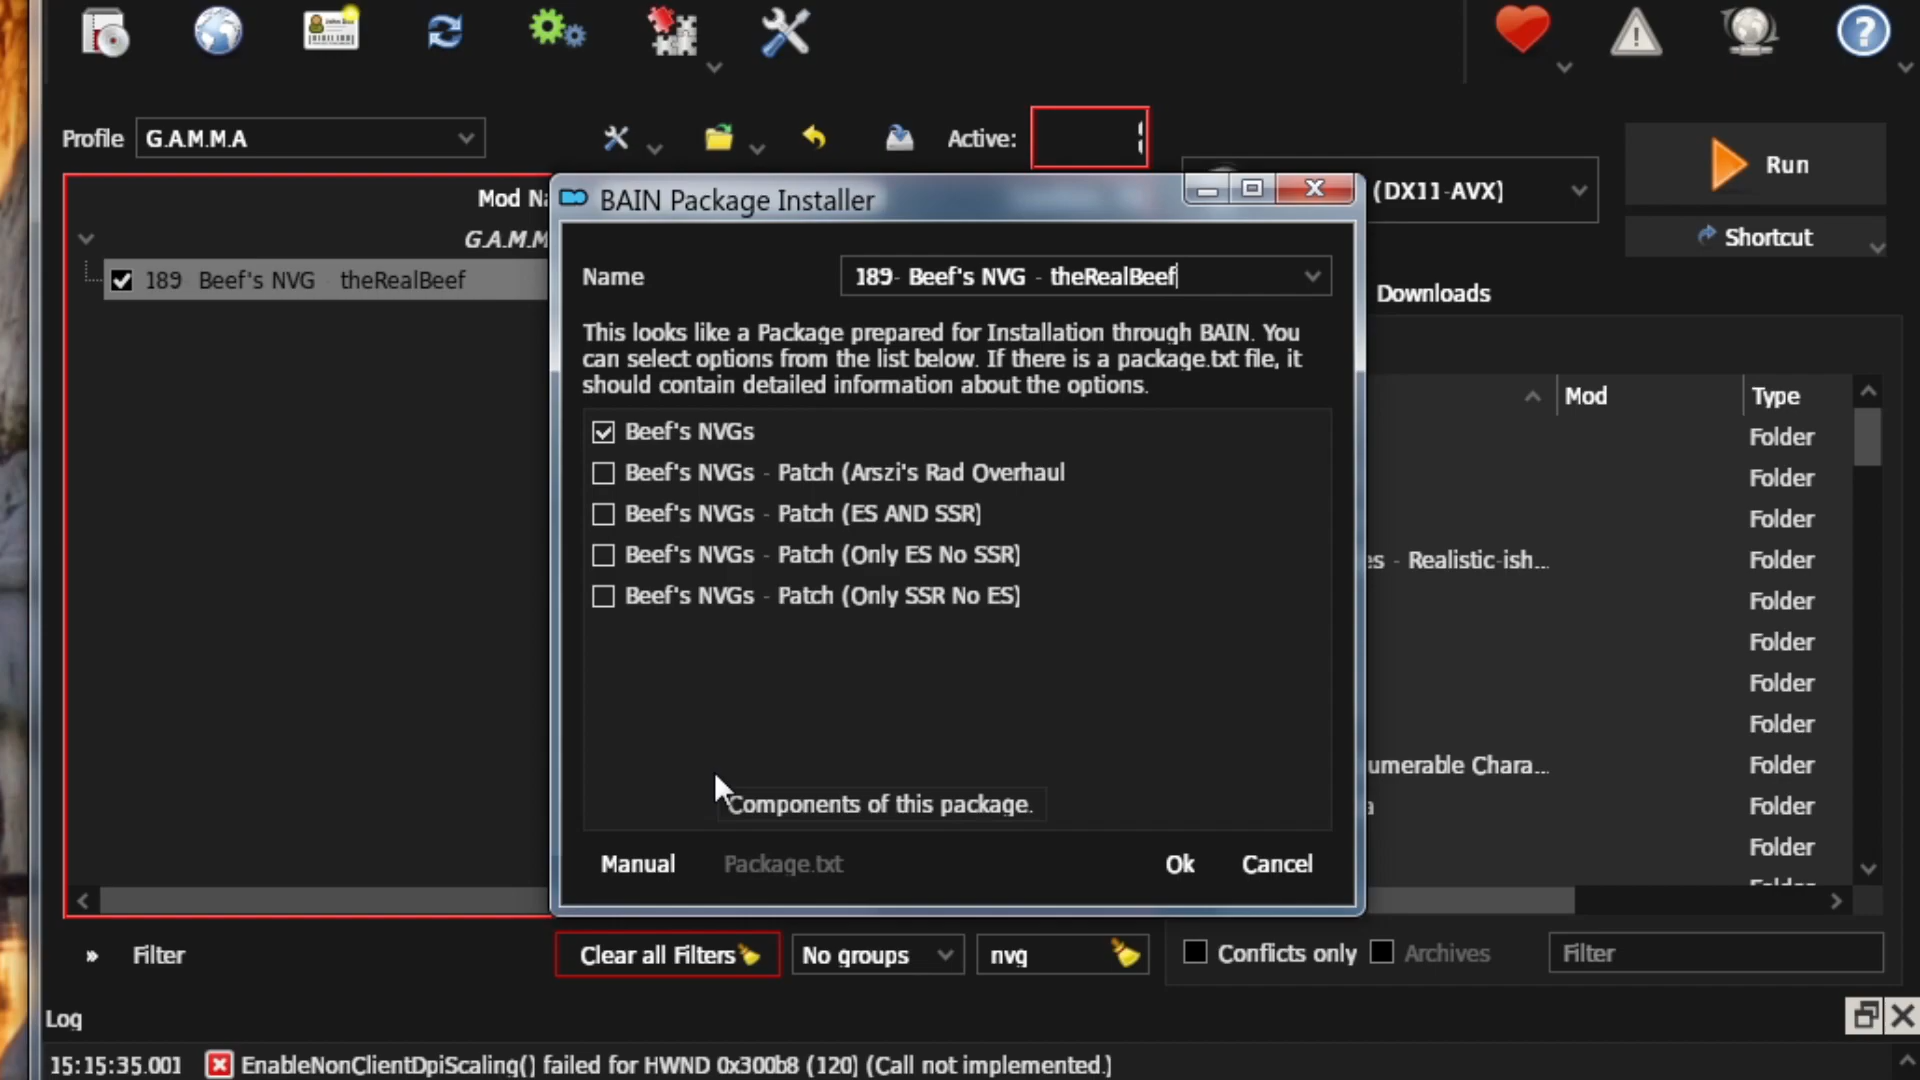 Profile
G.A.M.M.A
Active:
Run
(DX11-AVX)
Shortcut
Mod Na
G.A.M.M
189 Beef's NVG - theRealBeef
BAIN Package Installer
Name
189- Beef's NVG - theRealBeef
This looks like a Package prepared for Installation through BAIN. You
can select options from the list below. If there is a package.txt file, it
should contain detailed information about the options.
Beef's NVGs
Beef's NVGs - Patch (Arszi's Rad Overhaul
Beef's NVGs - Patch (ES AND SSR)
Beef's NVGs - Patch (Only ES No SSR)
Beef's NVGs - Patch (Only SSR No ES)
Components of this package.
Manual
Package.txt
Ok
Cancel
Downloads
Mod
Type
Folder
Folder
Folder
es - Realistic-ish... Folder
Folder
Folder
Folder
Folder
umerable Chara... Folder
a Folder
Folder
Filter
Clear all Filters
No groups
nvg
Conflicts only
Archives
Filter
Log
15:15:35.001 EnableNonClientDpiScaling() failed for HWND 0x300b8 (120) (Call not implemented.)